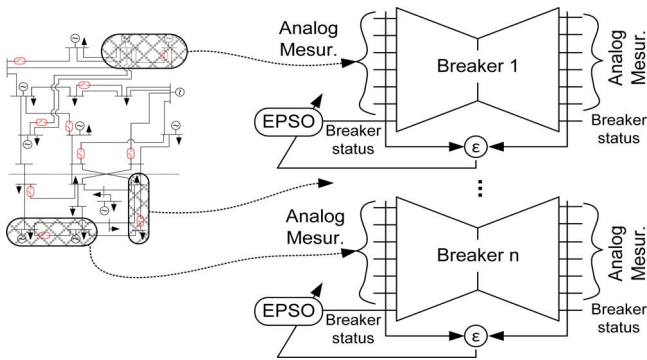 Analog
Mesur.
Breaker 1
Analog
Mesur.
EPSO
Breaker
status
ε
Breaker
status
...
Analog
Mesur.
Breaker n
Analog
Mesur.
EPSO
Breaker
status
ε
Breaker
status